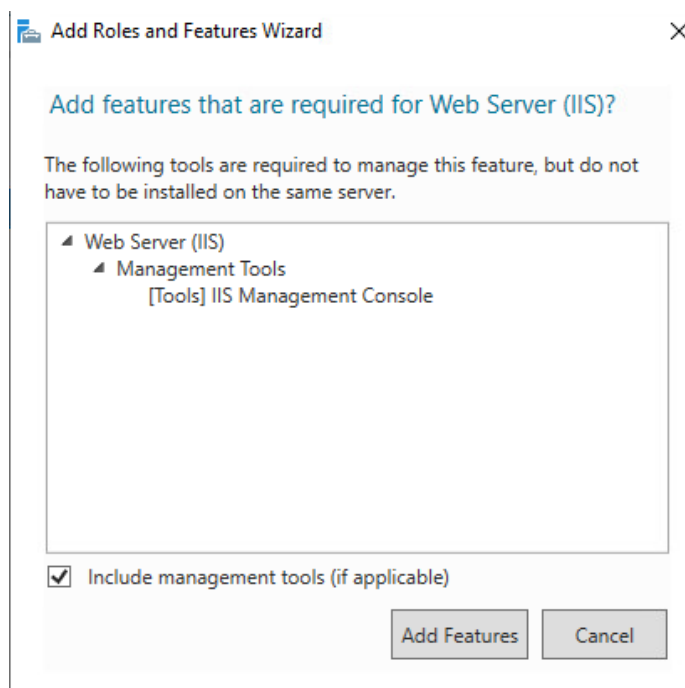 Add Roles and Features Wizard
Add features that are required for Web Server (IIS)?
The following tools are required to manage this feature, but do not
have to be installed on the same server.
Web Server (IIS)
Management Tools
[Tools] IIS Management Console
Include management tools (if applicable)
Add Features
Cancel